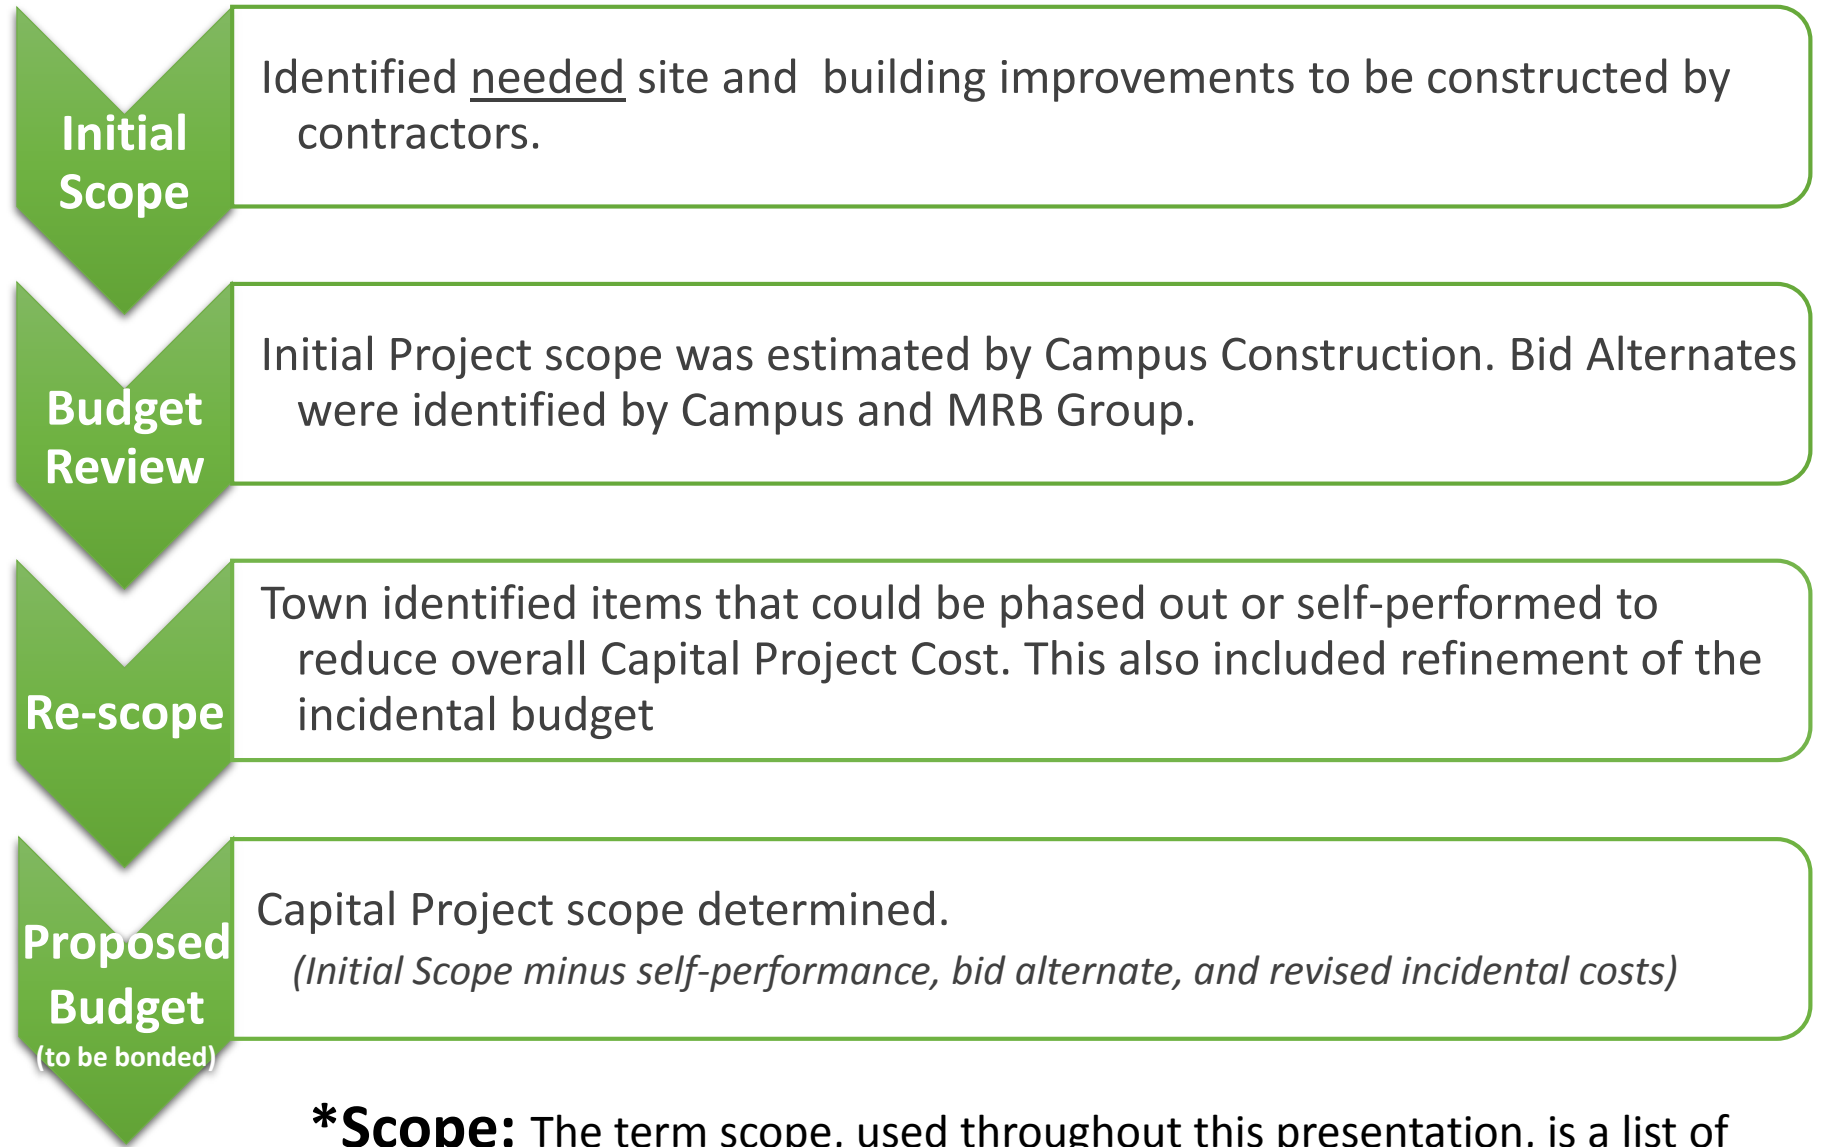 Initial
Scope
Identified needed site and  building improvements to be constructed by
contractors.
Budget
Review
Initial Project scope was estimated by Campus Construction. Bid Alternates
were identified by Campus and MRB Group.
Re-scope
Town identified items that could be phased out or self-performed to
reduce overall Capital Project Cost. This also included refinement of the
incidental budget
Proposed
Budget
(to be bonded)
Capital Project scope determined.
(Initial Scope minus self-performance, bid alternate, and revised incidental costs)
*Scope: The term scope, used throughout this presentation, is a list of